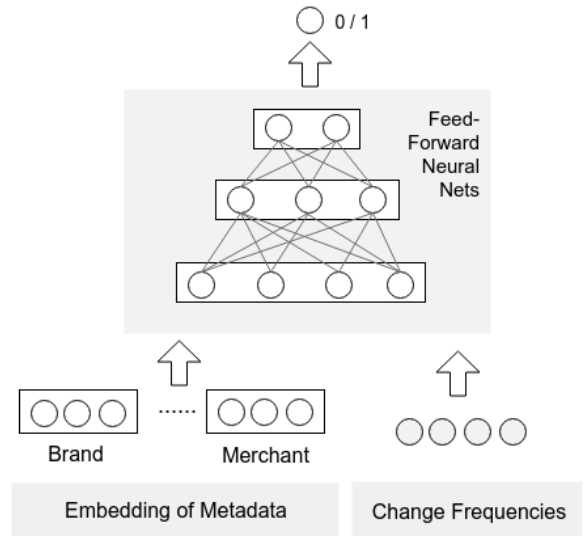 0 / 1
Feed-
Forward
Neural
Nets
......
Brand
Merchant
Embedding of Metadata
Change Frequencies